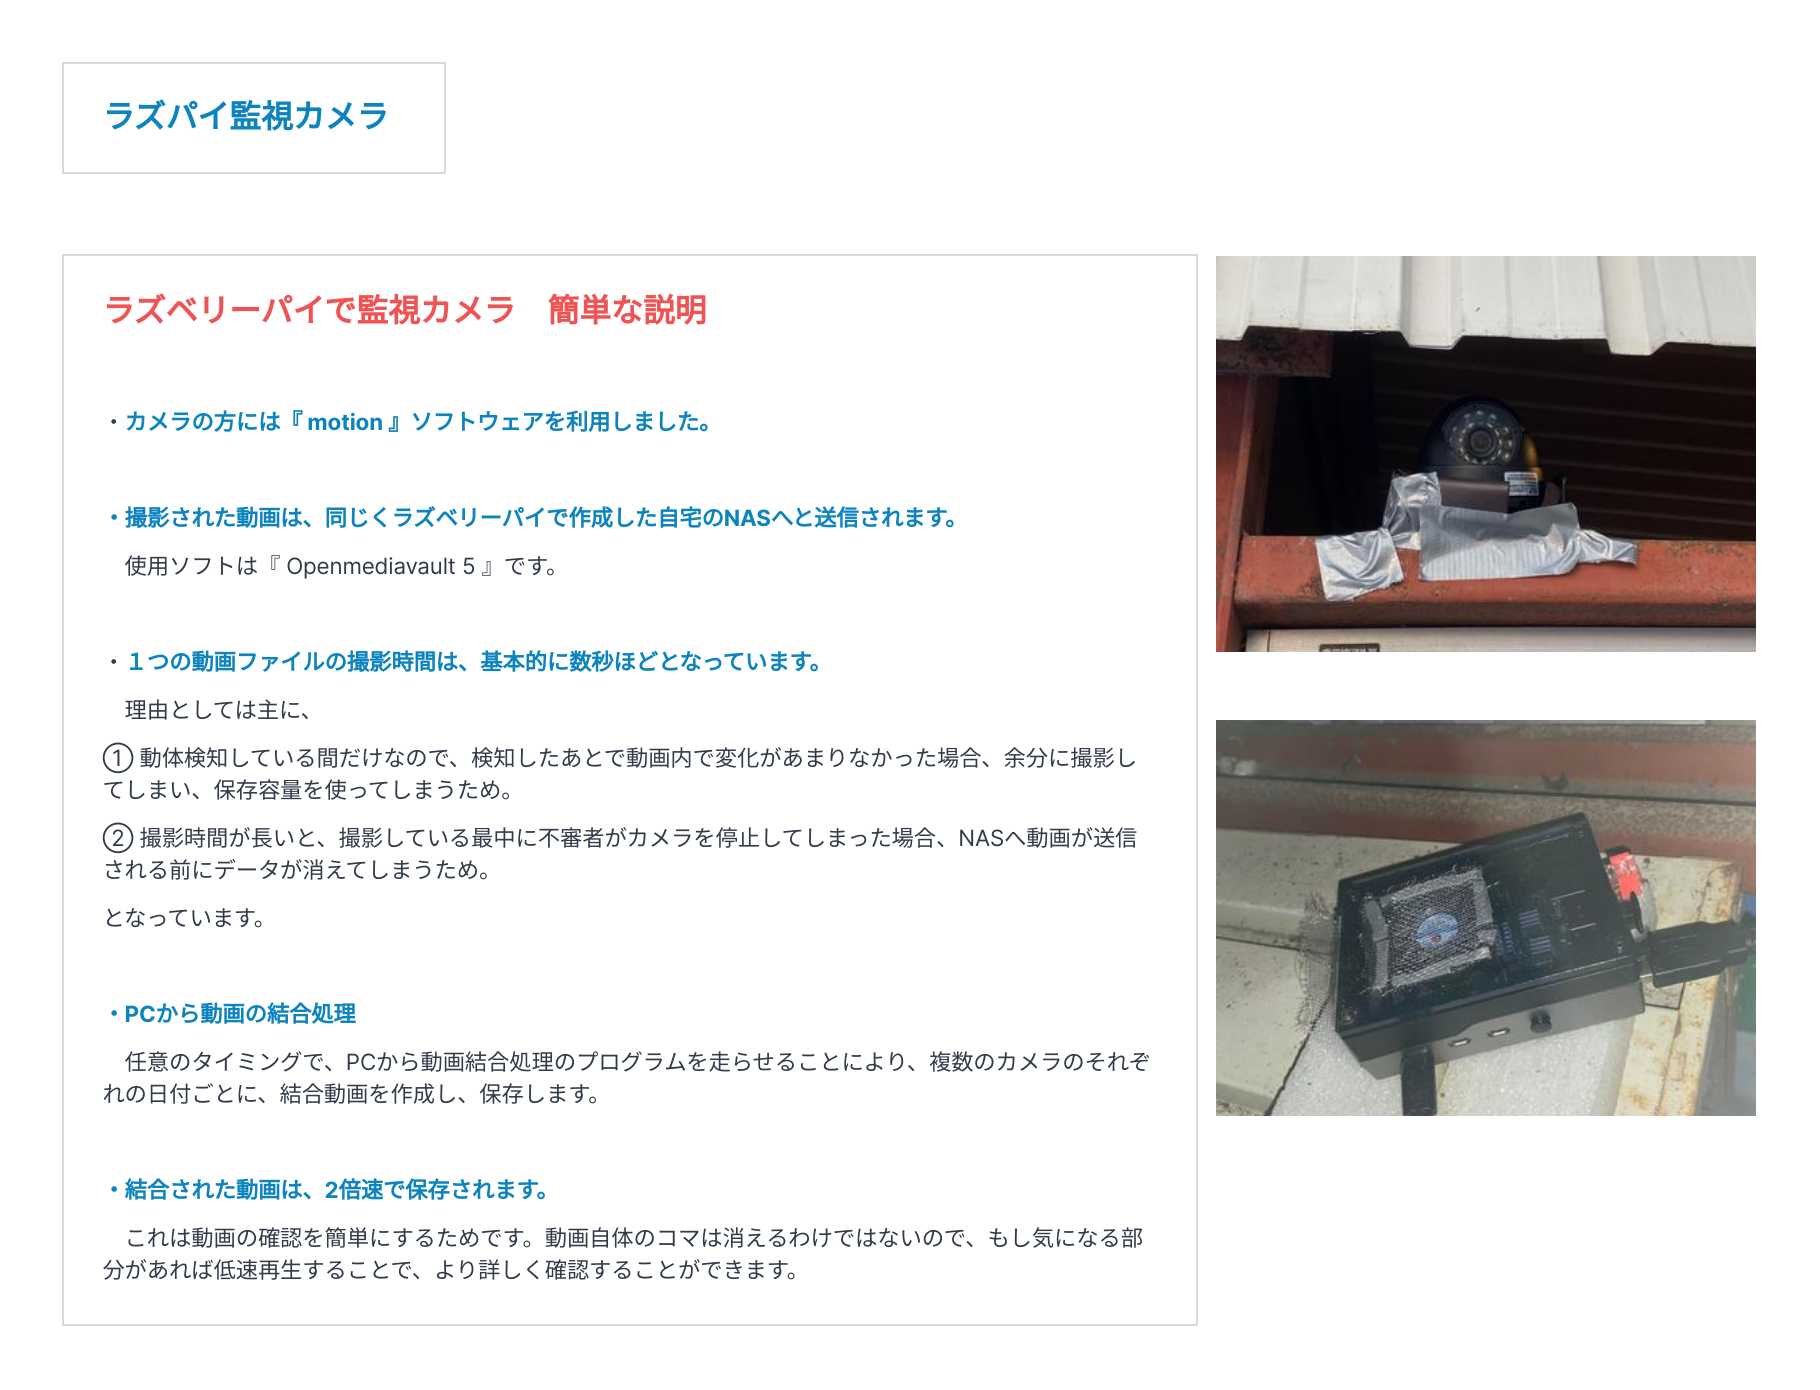 ラズパイ監視カメラ
ラズベリーパイで監視カメラ　簡単な説明
・カメラの方には『 motion 』ソフトウェアを利用しました。
・撮影された動画は、同じくラズベリーパイで作成した自宅のNASへと送信されます。
使用ソフトは『 Openmediavault 5 』です。
・１つの動画ファイルの撮影時間は、基本的に数秒ほどとなっています。
理由としては主に、
① 動体検知している間だけなので、検知したあとで動画内で変化があまりなかった場合、余分に撮影し
てしまい、保存容量を使ってしまうため。
② 撮影時間が長いと、撮影している最中に不審者がカメラを停止してしまった場合、NASへ動画が送信
される前にデータが消えてしまうため。
となっています。
・PCから動画の結合処理
任意のタイミングで、PCから動画結合処理のプログラムを走らせることにより、複数のカメラのそれぞ
れの日付ごとに、結合動画を作成し、保存します。
・結合された動画は、2倍速で保存されます。
これは動画の確認を簡単にするためです。動画自体のコマは消えるわけではないので、もし気になる部
分があれば低速再生することで、より詳しく確認することができます。